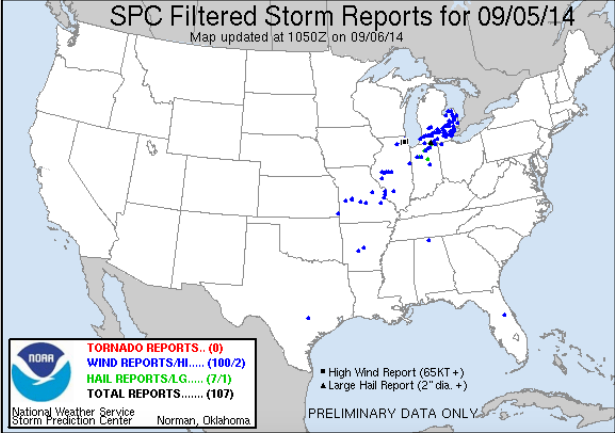 SPC Filtered Storm Reports for 09/05/14
Map updated at 1050Z on 09/06/14
NOAA
TORNADO REPORTS.. (0)
WIND REPORTS/HI..... (100/2)
HAIL REPORTS/LG..... (7/1)
TOTAL REPORTS....... (107)
National Weather Service
Storm Prediction Center Norman, Oklahoma
High Wind Report (65KT +)
Large Hail Report (2" dia. +)
PRELIMINARY DATA ONLY